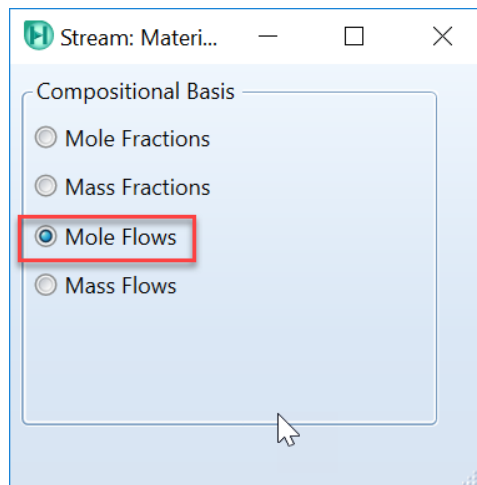 Stream: Materi...
Compositional Basis
Mole Fractions
Mass Fractions
Mole Flows
Mass Flows